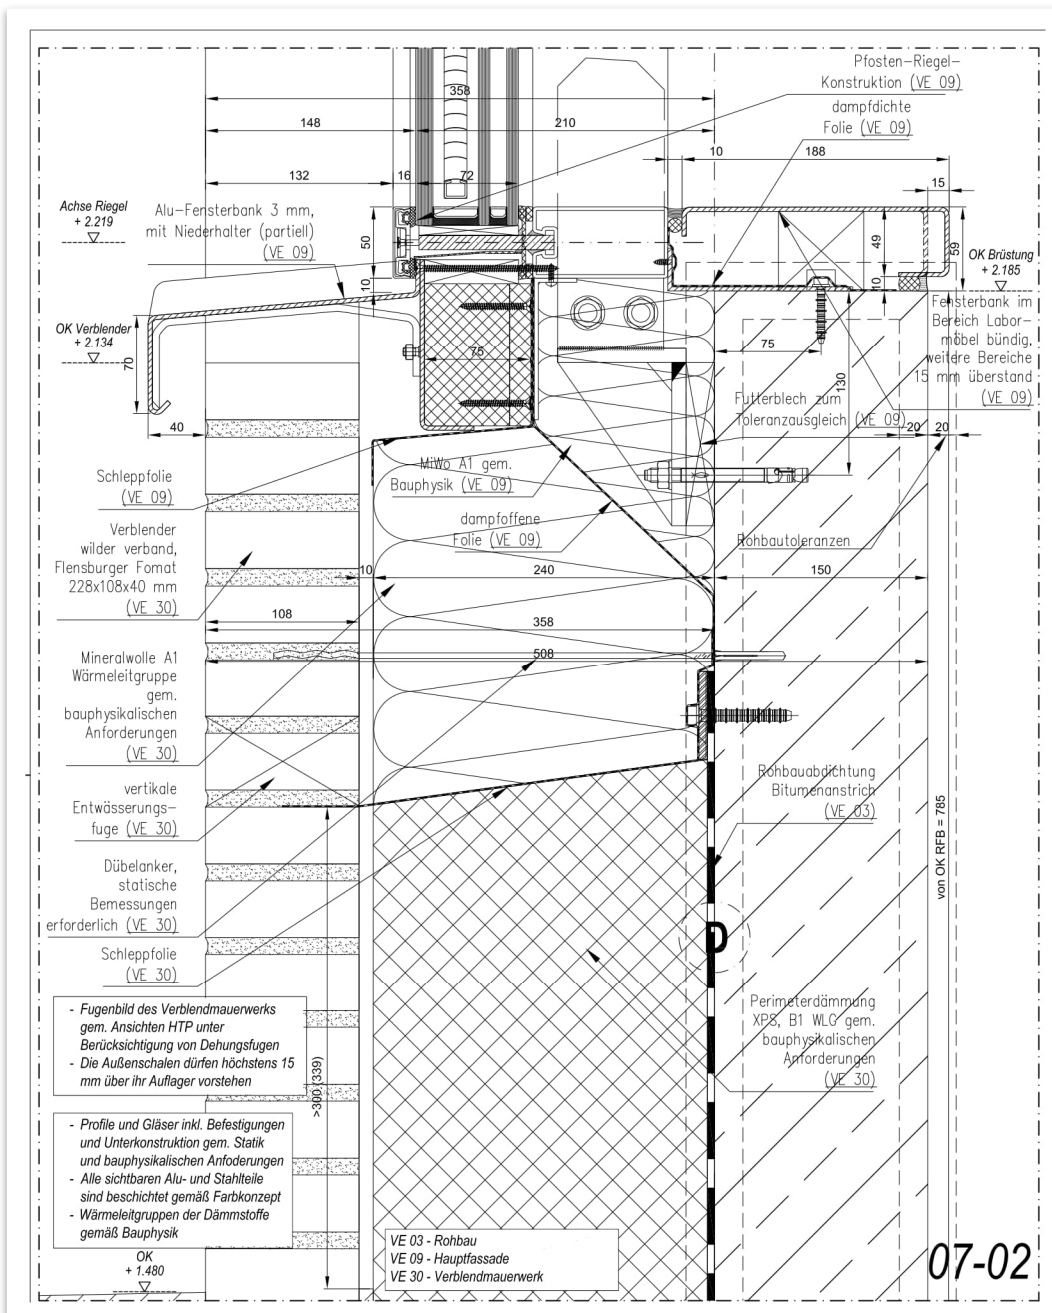 358
148
210
132
16
72
10
188
15
Pfosten-Riegel-
Konstruktion (VE 09)
dampfdichte
Folie (VE 09)
Achse Riegel
+ 2.219
Alu-Fensterbank 3 mm,
mit Niederhalter (partiell)
(VE 09)
50
10
49
10
59
OK Brüstung
+ 2.185
OK Verblender
+ 2.134
70
40
75
75
130
Fensterbank im
Bereich Labor-
möbel bündig,
weitere Bereiche
15 mm überstand
(VE 09)
Futterblech zum
Toleranzausgleich (VE 09)
20
20
Schleppfolie
(VE 09)
MiWo A1 gem.
Bauphysik (VE 09)
dampfoffene
Folie (VE 09)
Rohbautoleranzen
Verblender
wilder verband,
Flensburger Fomat
228x108x40 mm
(VE 30)
10
240
150
108
358
508
Mineralwolle A1
Wärmeleitgruppe
gem.
bauphysikalischen
Anforderungen
(VE 30)
vertikale
Entwässerungs-
fuge (VE 30)
Rohbauabdichtung
Bitumenanstrich
(VE 03)
von OK RFB = 785
Dübelanker,
statische
Bemessungen
erforderlich (VE 30)
Schleppfolie
(VE 30)
D
Perimeterdämmung
XPS, B1 WLG gem.
bauphysikalischen
Anforderungen
(VE 30)
- Fugenbild des Verblendmauerwerks
gem. Ansichten HTP unter
Berücksichtigung von Dehungsfugen
- Die Außenschalen dürfen höchstens 15
mm über ihr Auflager vorstehen
>300 (339)
- Profile und Gläser inkl. Befestigungen
und Unterkonstruktion gem. Statik
und bauphysikalischen Anfoderungen
- Alle sichtbaren Alu- und Stahlteile
sind beschichtet gemäß Farbkonzept
- Wärmeleitgruppen der Dämmstoffe
gemäß Bauphysik
OK
+ 1.480
VE 03 - Rohbau
VE 09 - Hauptfassade
VE 30 - Verblendmauerwerk
07-02